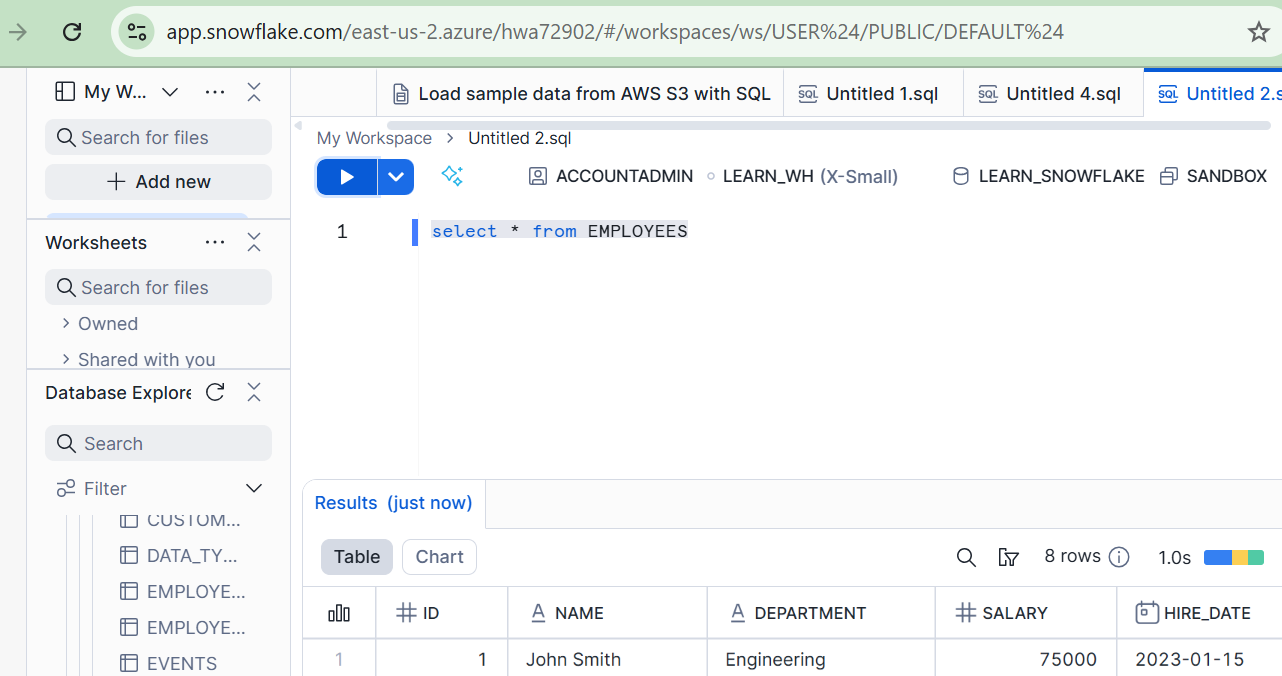 app.snowflake.com/east-us-2.azure/hwa72902/#/workspaces/ws/USER%24/PUBLIC/DEFAULT%24
My W...
Search for files
Add new
Worksheets
Search for files
Owned
Shared with you
Database Explore
Search
Filter
CUSTOM...
DATA_TY...
EMPLOYE...
EMPLOYE...
EVENTS
Load sample data from AWS S3 with SQL
SQL Untitled 1.sql
SQL Untitled 4.sql
SQL Untitled 2.s
My Workspace > Untitled 2.sql
ACCOUNTADMIN LEARN_WH (X-Small) LEARN_SNOWFLAKE SANDBOX
1 select * from EMPLOYEES
Results (just now)
Table Chart 8 rows 1.0s
# ID A NAME A DEPARTMENT # SALARY HIRE_DATE
1 1 John Smith Engineering 75000 2023-01-15